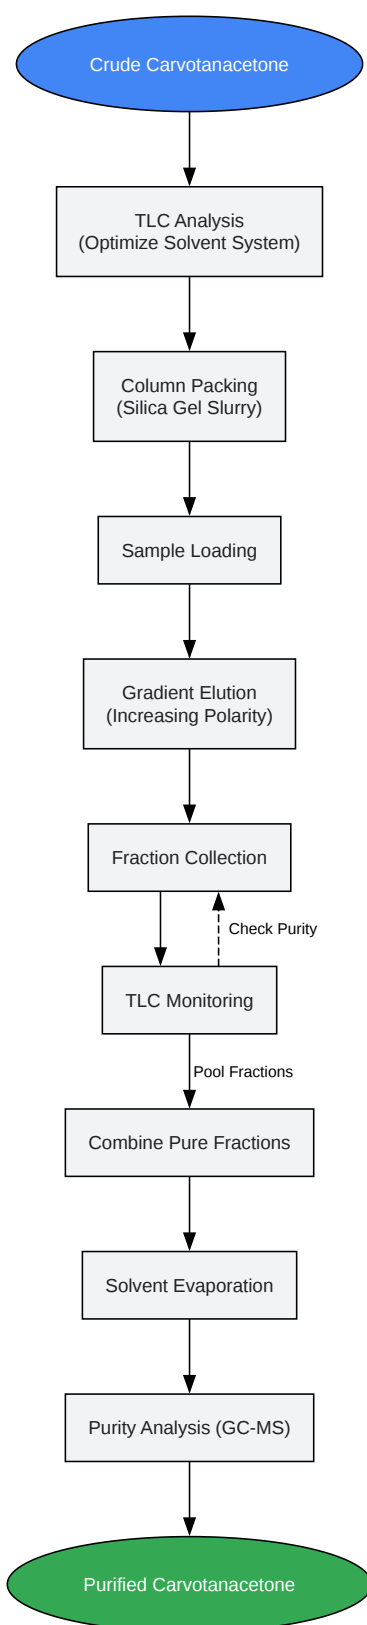 Crude Carvotanacetone
TLC Analysis
(Optimize Solvent System)
Column Packing
(Silica Gel Slurry)
Sample Loading
Gradient Elution
(Increasing Polarity)
Fraction Collection
Check Purity
TLC Monitoring
Pool Fractions
Combine Pure Fractions
Solvent Evaporation
Purity Analysis (GC-MS)
Purified Carvotanacetone